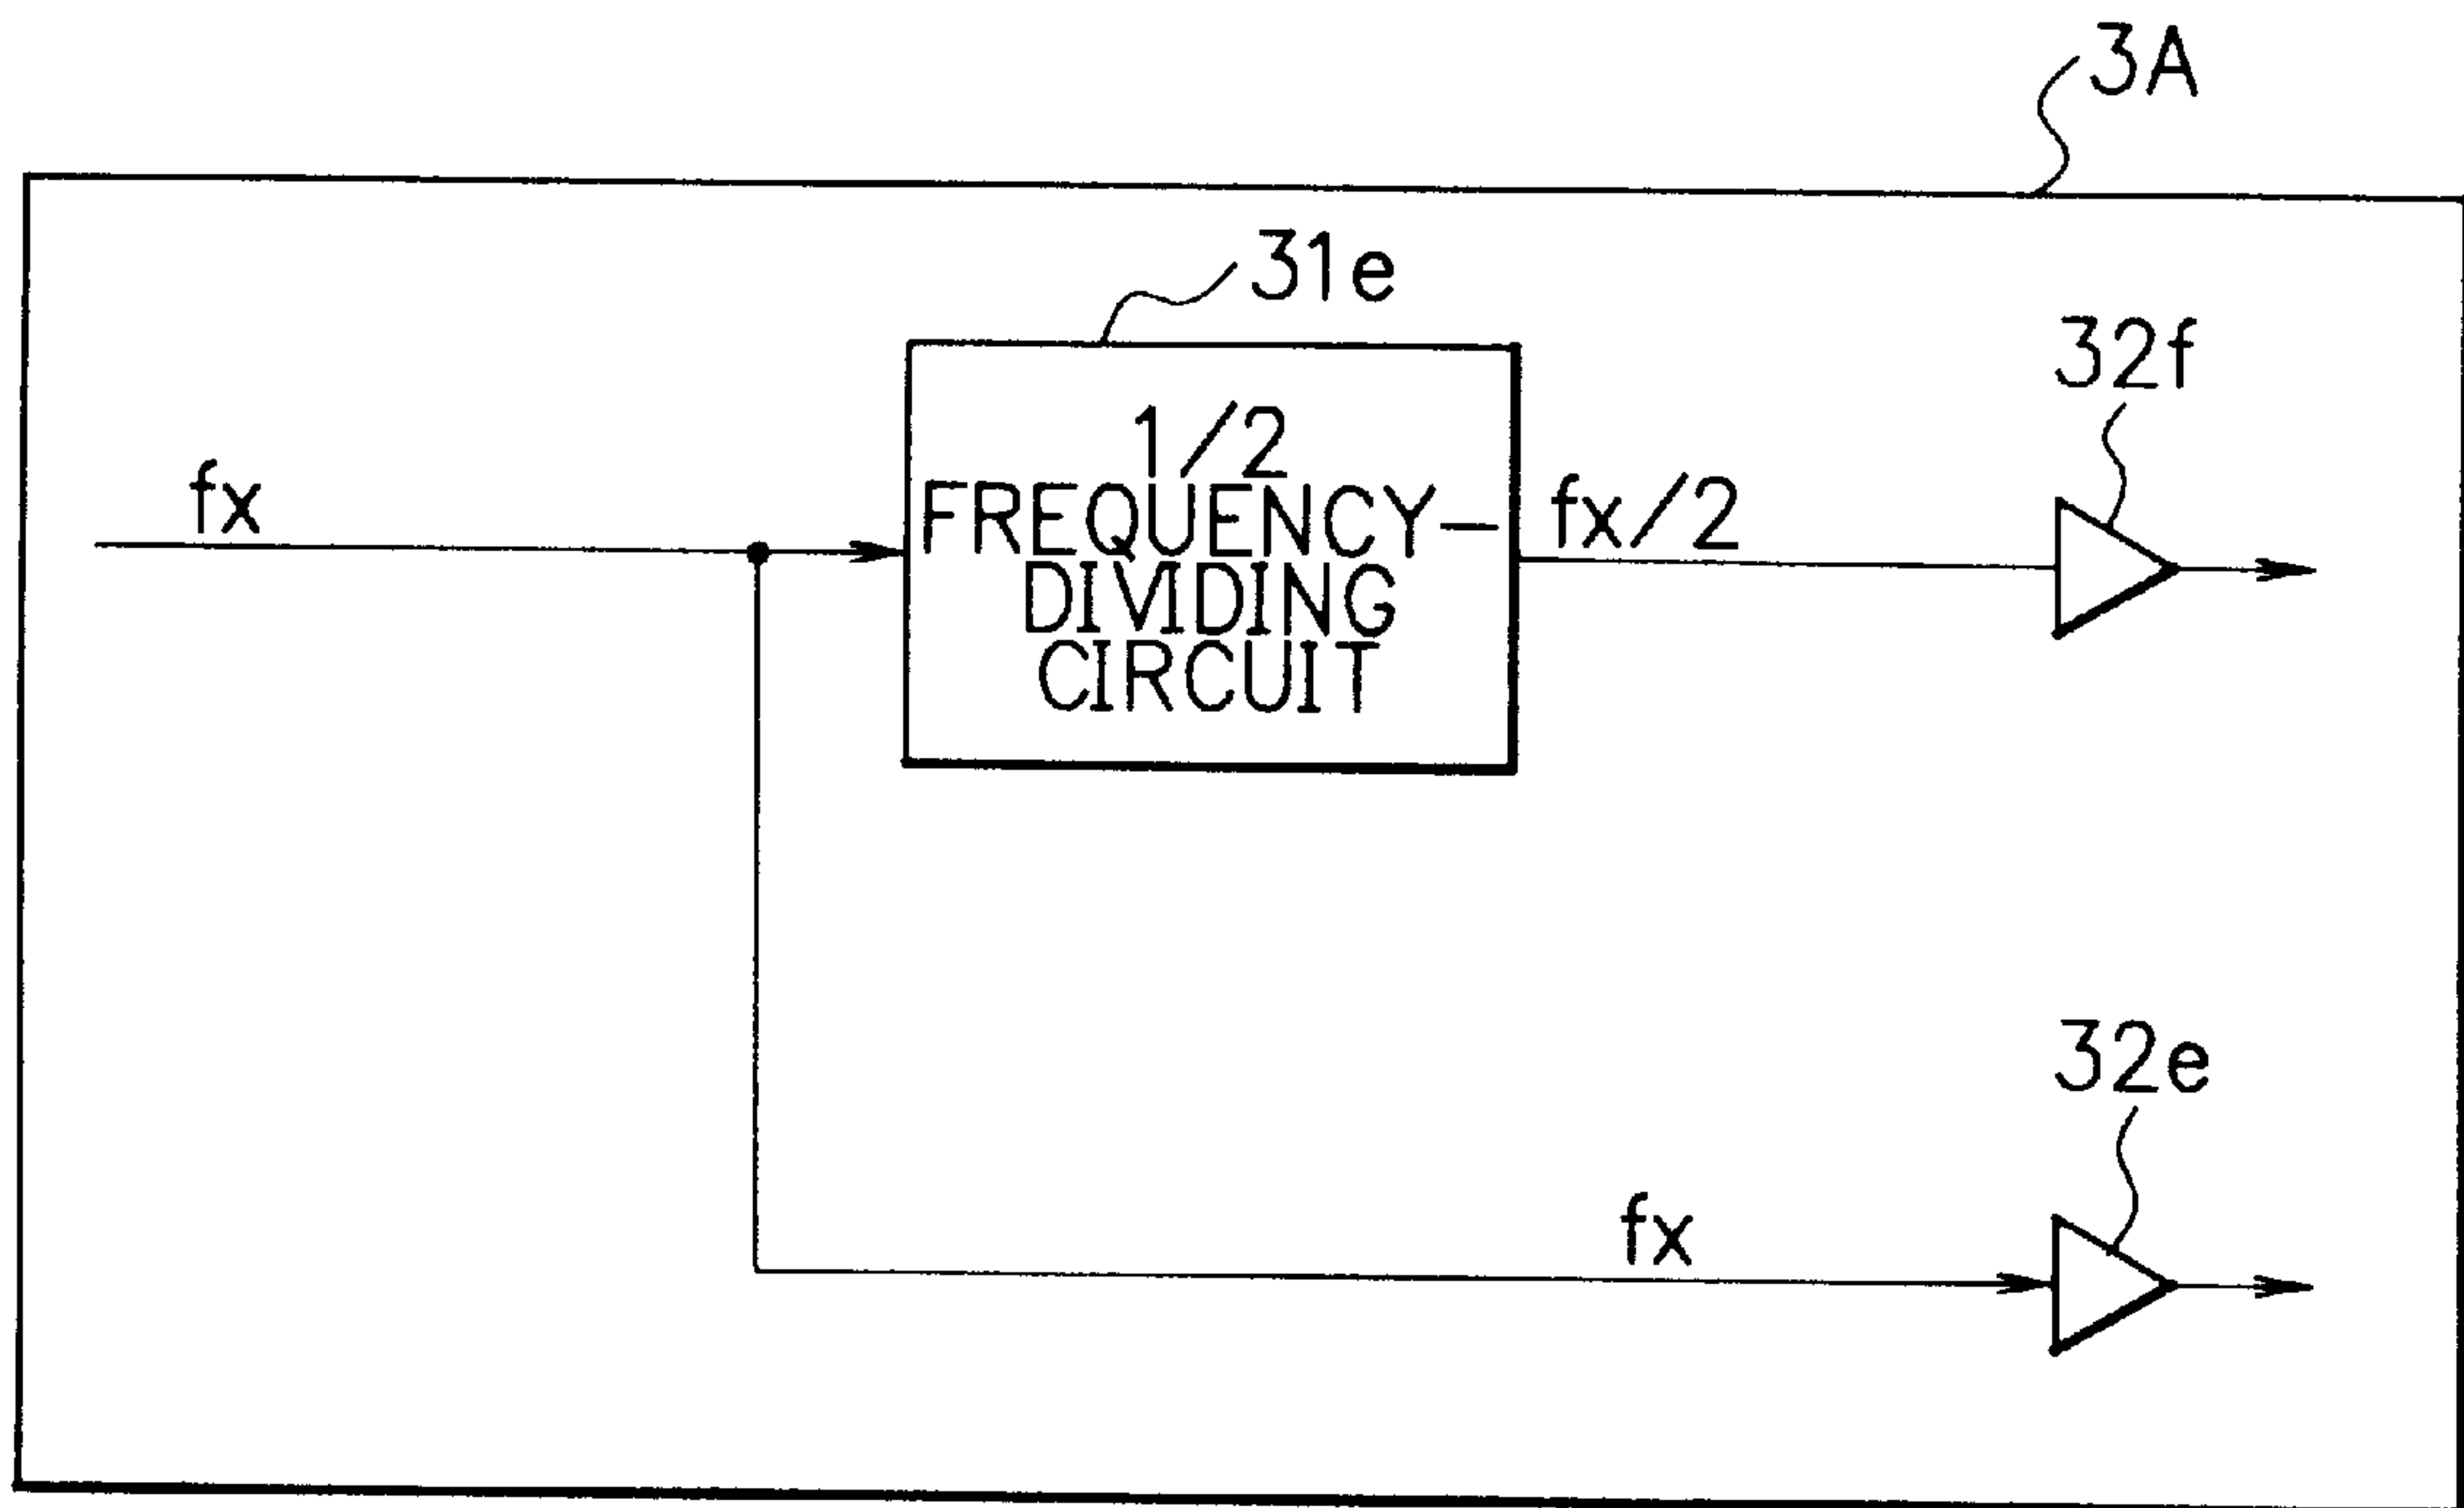 3A
31e
32f
fx
1/2
FREQUENCY-
DIVIDING
CIRCUIT
fx/2
32e
fx